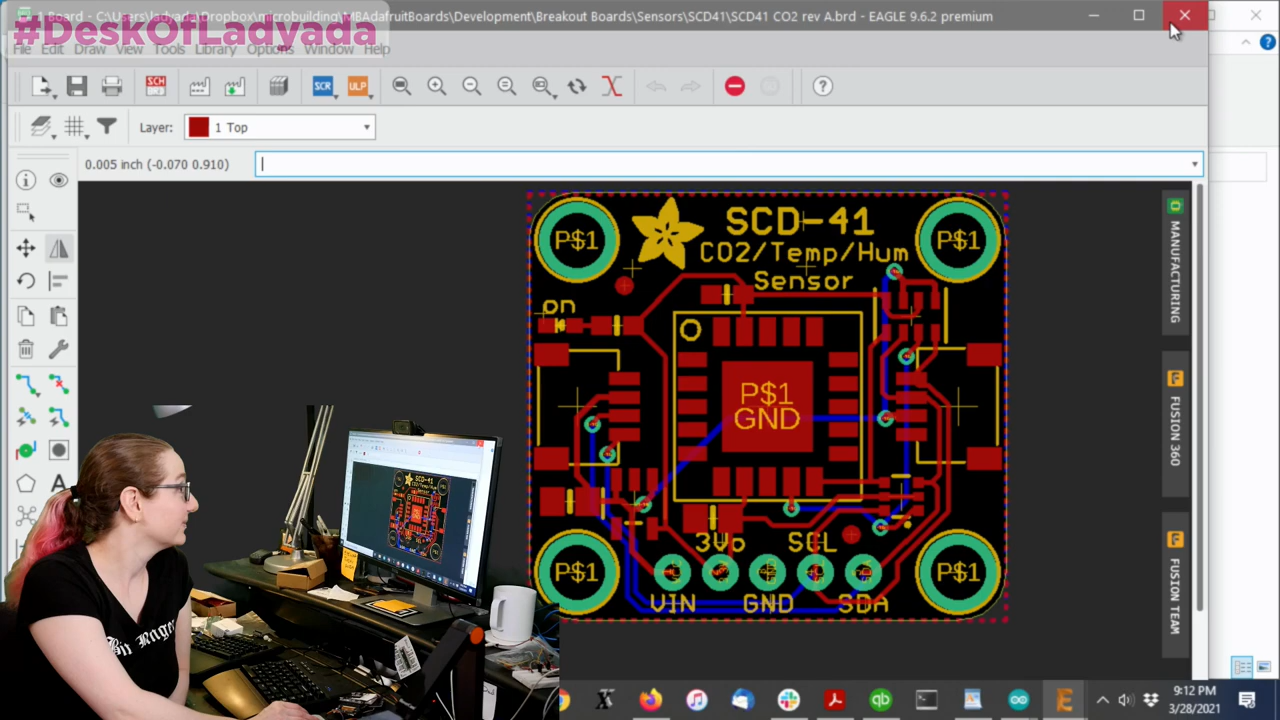 1 Board - C:\Users\ladyada\Dropbox\microbuilding\MBAdafruitBoards\Development\Breakout Boards\Sensors\SCD41\SCD41 CO2 rev A.brd - EAGLE 9.6.2 premium
#DeskOfLadyada
File Edit Draw View Tools Library Options Window Help
SCH
SCR
ULP
Layer: 1 Top
0.005 inch (-0.070 0.910)
MANUFACTURING
FUSION 360
FUSION TEAM
P$1
SCD-41
P$1
CO2/Temp/Hum
Sensor
on
P$1
GND
3Vo
SCL
P$1
P$1
VIN
GND
SDA
9:12 PM
3/28/2021